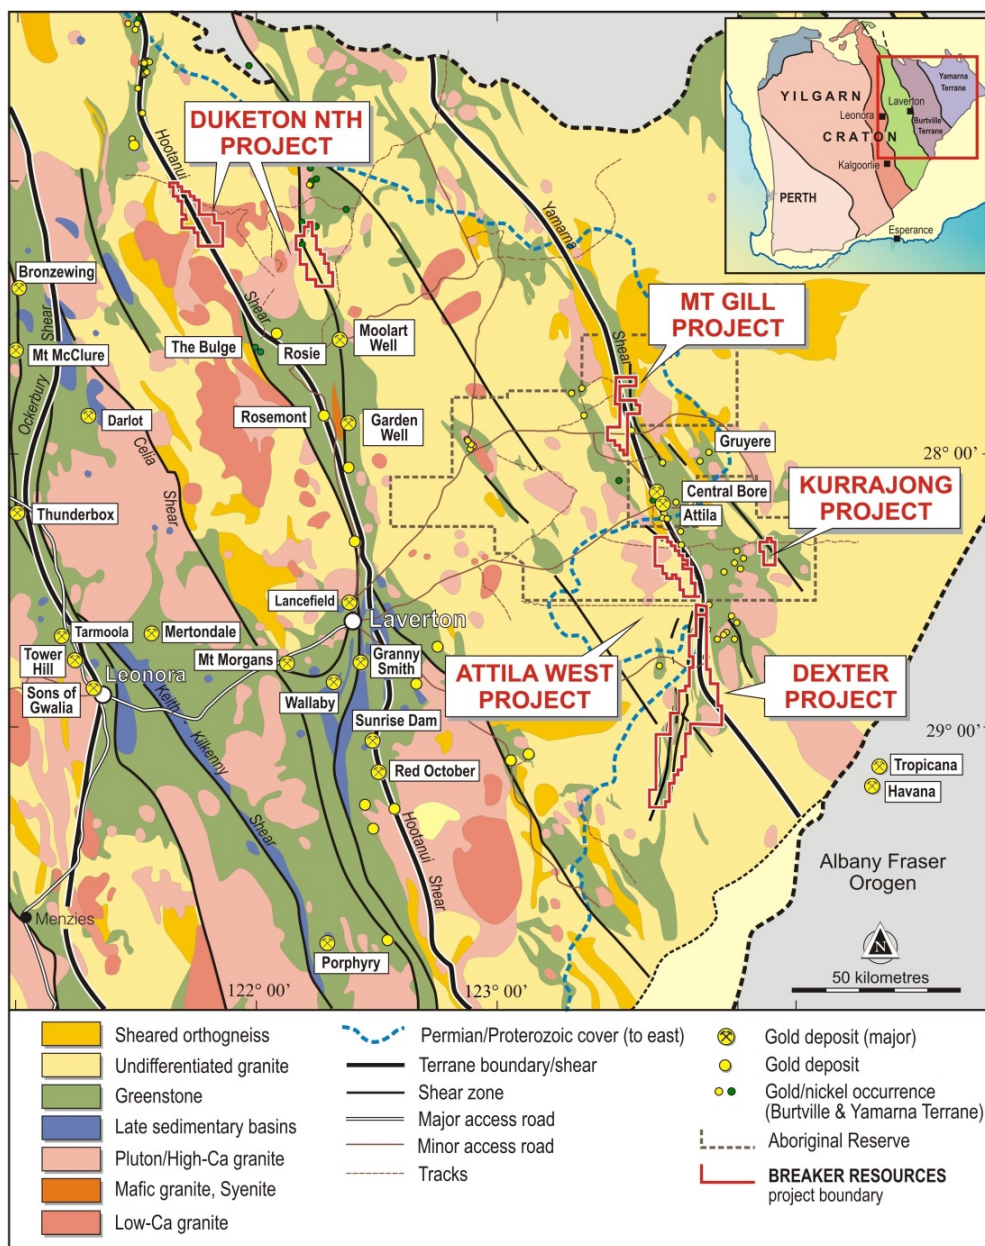 DUKETON NTH
PROJECT
Hootanui
Shear
YILGARN
CRATON
Leonora
Laverton
Burtville
Terrane
Yamarna
Terrane
Kalgoorlie
PERTH
Esperance
Yamarna
Shear
Bronzewing
Mt McClure
Ockerbury
Shear
The Bulge
Rosie
Moolart
Well
MT GILL
PROJECT
Darlot
Rosemont
Garden
Well
Celia
Shear
Gruyere
28° 00'
Central Bore
Attila
KURRAJONG
PROJECT
Thunderbox
Lancefield
Laverton
Tarmoola
Mertondale
Tower
Hill
Leonora
Mt Morgans
Granny
Smith
Sons of
Gwalia
Wallaby
ATTILA WEST
PROJECT
DEXTER
PROJECT
Keith
Kilkenny
Shear
Sunrise Dam
Red October
29° 00'
Tropicana
Havana
Hootanui
Shear
Albany Fraser
Orogen
Menzies
Porphyry
N
50 kilometres
122° 00'
123° 00'
Sheared orthogneiss
Undifferentiated granite
Greenstone
Late sedimentary basins
Pluton/High-Ca granite
Mafic granite, Syenite
Low-Ca granite
Permian/Proterozoic cover (to east)
Terrane boundary/shear
Shear zone
Major access road
Minor access road
Tracks
Gold deposit (major)
Gold deposit
Gold/nickel occurrence
(Burtville & Yamarna Terrane)
Aboriginal Reserve
BREAKER RESOURCES
project boundary